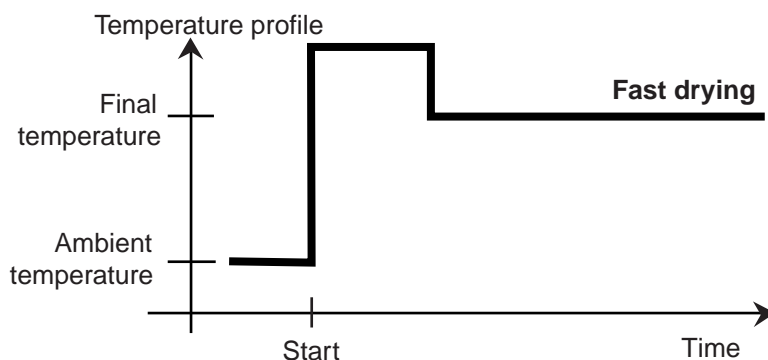 Temperature profile
Final
temperature
Fast drying
Ambient
temperature
Start
Time